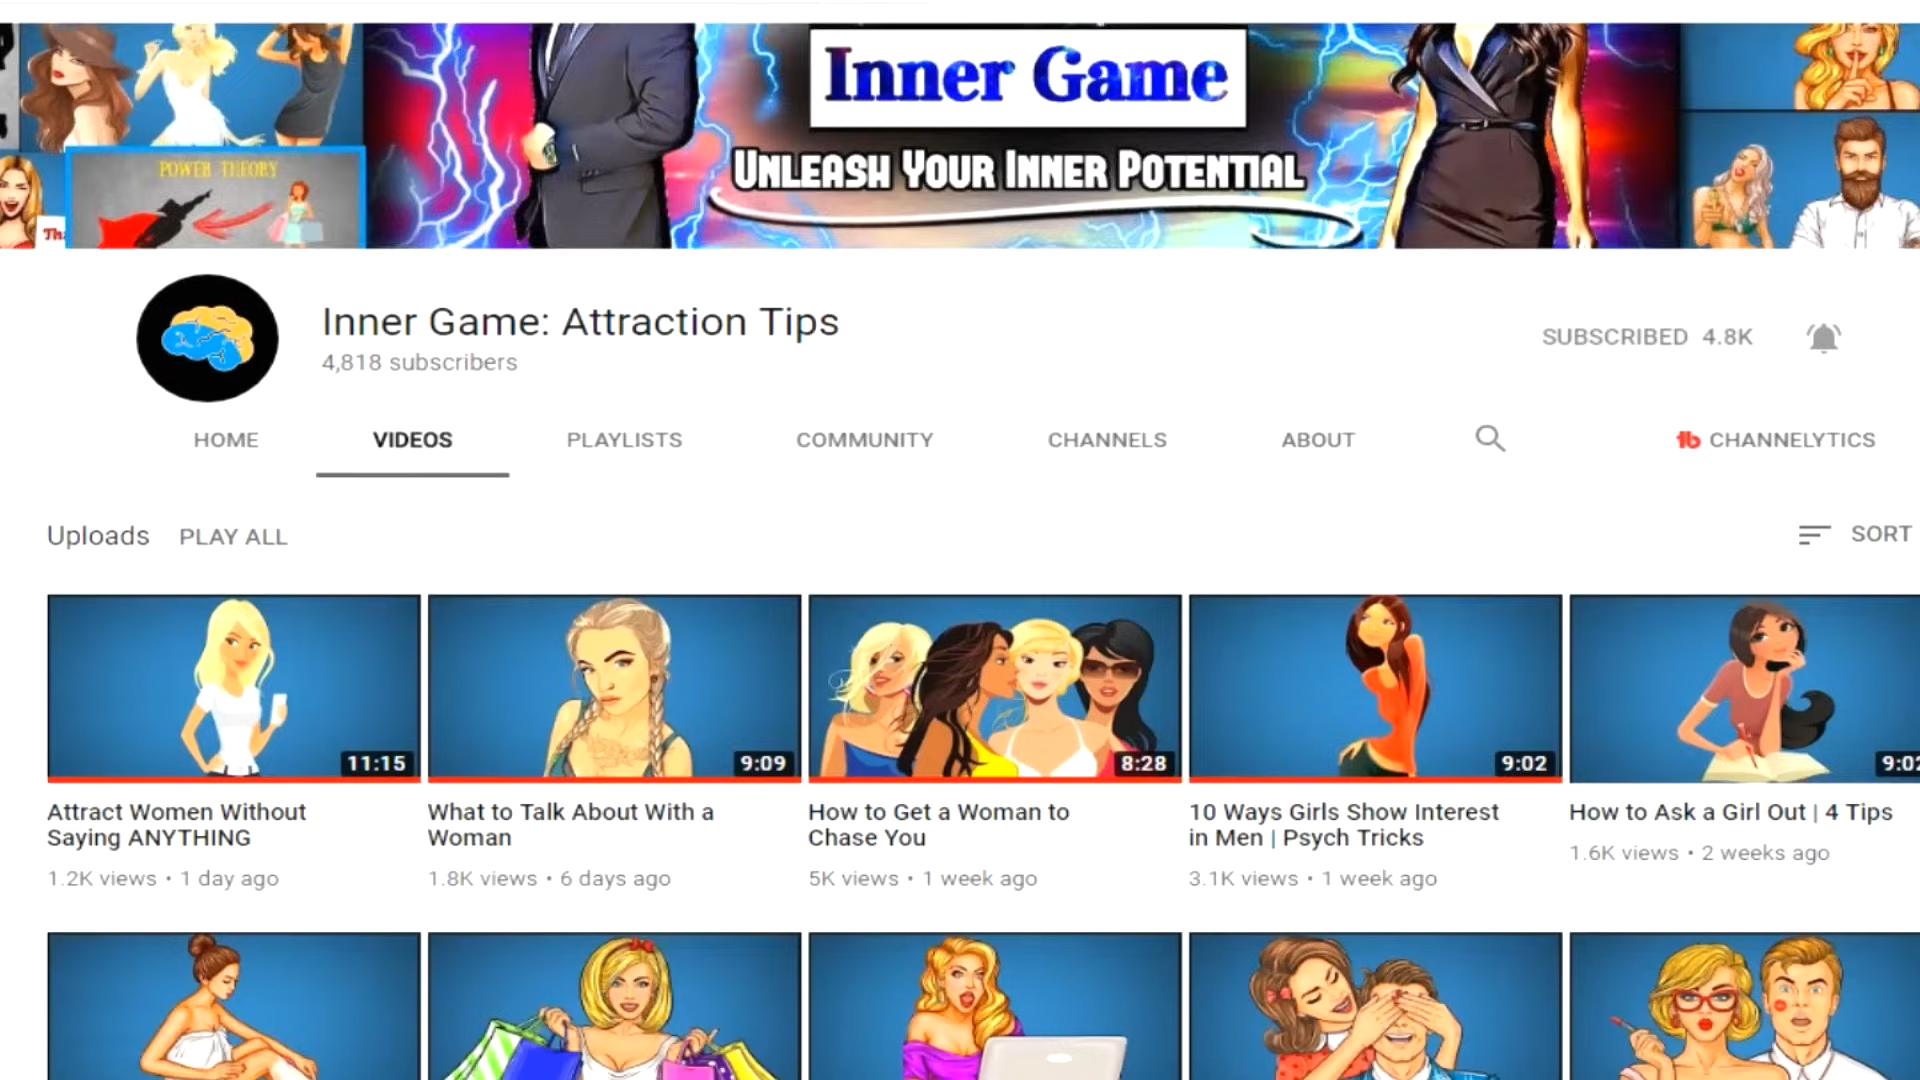 Inner Game
UNLEASH YOUR INNER POTENTIAL
POWER THEORY
Th
Inner Game: Attraction Tips
4,818 subscribers
SUBSCRIBED 4.8K
HOME
VIDEOS
PLAYLISTS
COMMUNITY
CHANNELS
ABOUT
CHANNELYTICS
Uploads PLAY ALL
SORT
11:15
9:09
8:28
9:02
9:02
Attract Women Without
Saying ANYTHING
1.2K views • 1 day ago
What to Talk About With a
Woman
1.8K views • 6 days ago
How to Get a Woman to
Chase You
5K views • 1 week ago
10 Ways Girls Show Interest
in Men | Psych Tricks
3.1K views • 1 week ago
How to Ask a Girl Out | 4 Tips
1.6K views • 2 weeks ago